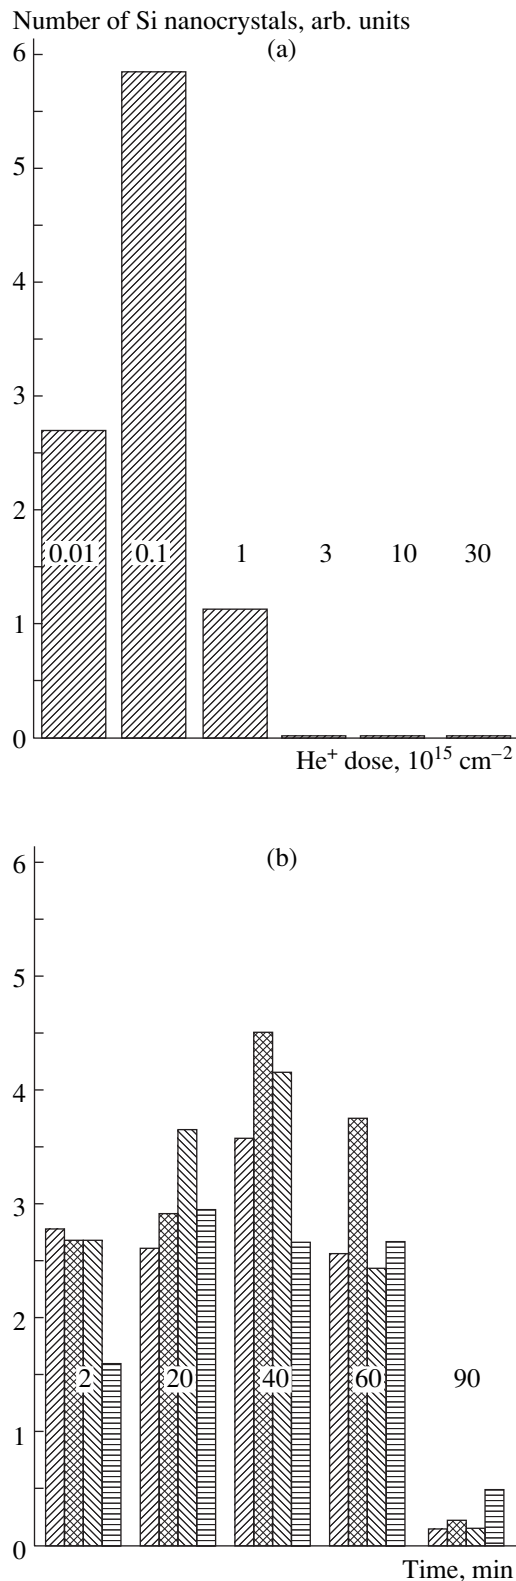 Number of Si nanocrystals, arb. units
(a)
6
5
4
3
2
0.01 0.1 1 3 10 30
1
0
He⁺ dose, 10¹⁵ cm⁻²
(b)
6
5
4
3
2
2 20 40 60 90
1
0
Time, min